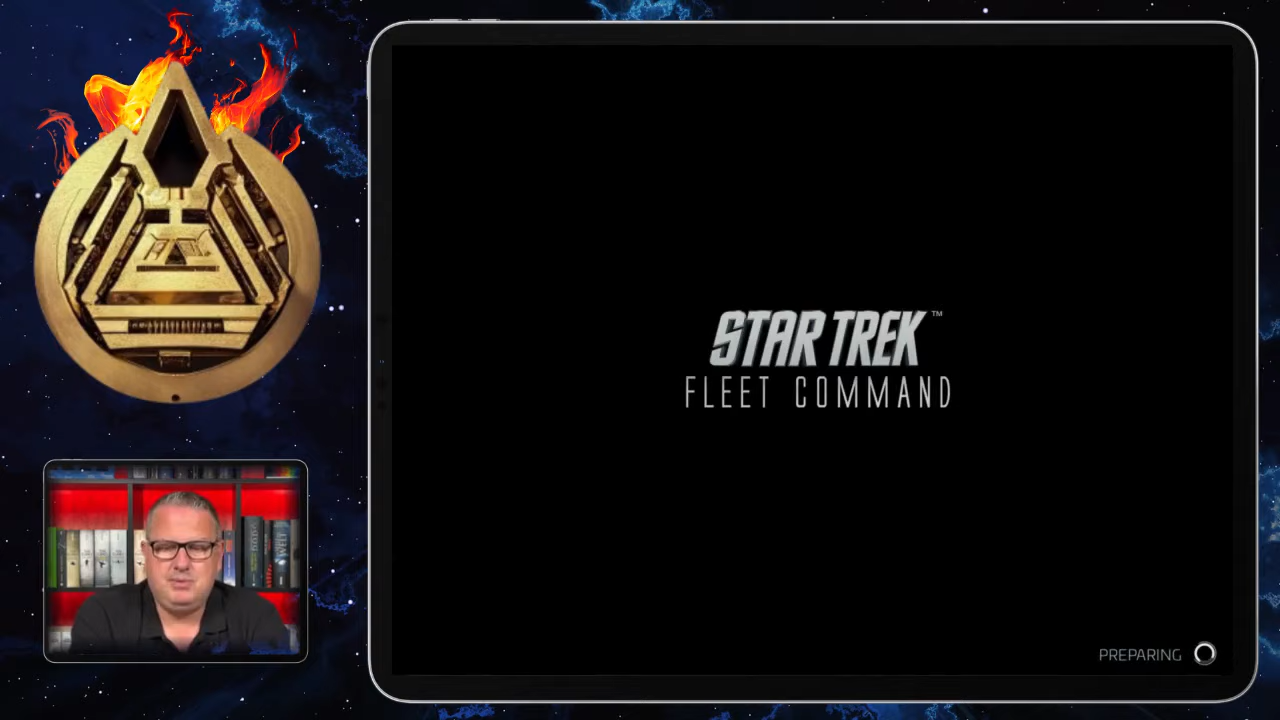 STAR TREK™
FLEET COMMAND
PREPARING